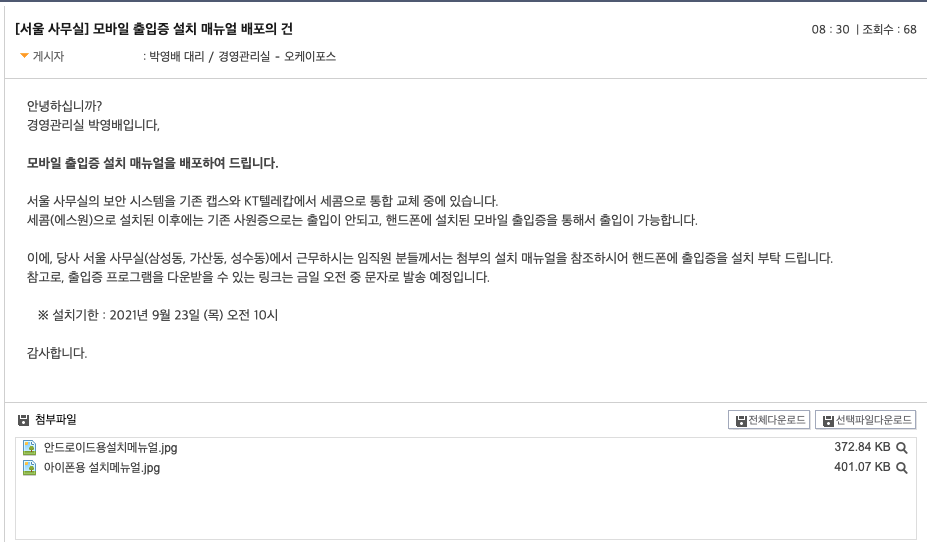 [서울 사무실] 모바일 출입증 설치 매뉴얼 배포의 건
08 : 30 | 조회수 : 68
게시자 : 박영배 대리 / 경영관리실 - 오케이포스
안녕하십니까?
경영관리실 박영배입니다,
모바일 출입증 설치 매뉴얼을 배포하여 드립니다.
서울 사무실의 보안 시스템을 기존 캡스와 KT텔레캅에서 세콤으로 통합 교체 중에 있습니다.
세콤(에스원)으로 설치된 이후에는 기존 사원증으로는 출입이 안되고, 핸드폰에 설치된 모바일 출입증을 통해서 출입이 가능합니다.
이에, 당사 서울 사무실(삼성동, 가산동, 성수동)에서 근무하시는 임직원 분들께서는 첨부의 설치 매뉴얼을 참조하시어 핸드폰에 출입증을 설치 부탁 드립니다.
참고로, 출입증 프로그램을 다운받을 수 있는 링크는 금일 오전 중 문자로 발송 예정입니다.
※ 설치기한 : 2021년 9월 23일 (목) 오전 10시
감사합니다.
첨부파일
전체다운로드 선택파일다운로드
안드로이드용설치메뉴얼.jpg 372.84 KB
아이폰용 설치메뉴얼.jpg 401.07 KB